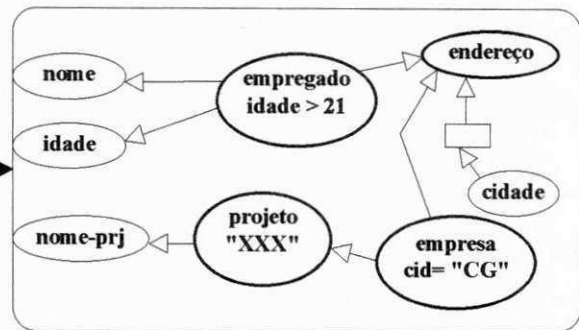 nome
empregado
idade > 21
endereço
idade
cidade
nome-prj
projeto
"XXX"
empresa
cid= "CG"